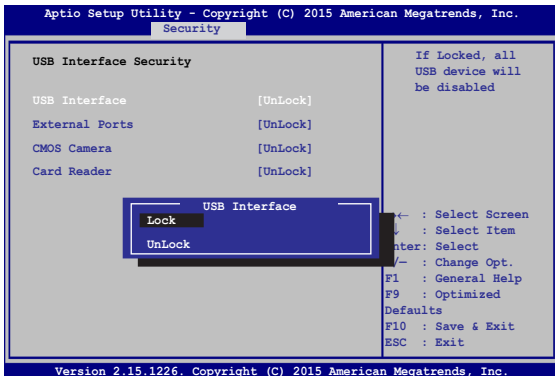 Aptio Setup Utility - Copyright (C) 2015 American Megatrends, Inc.
Security
USB Interface Security
USB Interface [UnLock]
External Ports [UnLock]
CMOS Camera [UnLock]
Card Reader [UnLock]
If Locked, all
USB device will
be disabled
USB Interface
Lock
UnLock
← : Select Screen
↓ : Select Item
nter: Select
/— : Change Opt.
F1 : General Help
F9 : Optimized
Defaults
F10 : Save & Exit
ESC : Exit
Version 2.15.1226. Copyright (C) 2015 American Megatrends, Inc.